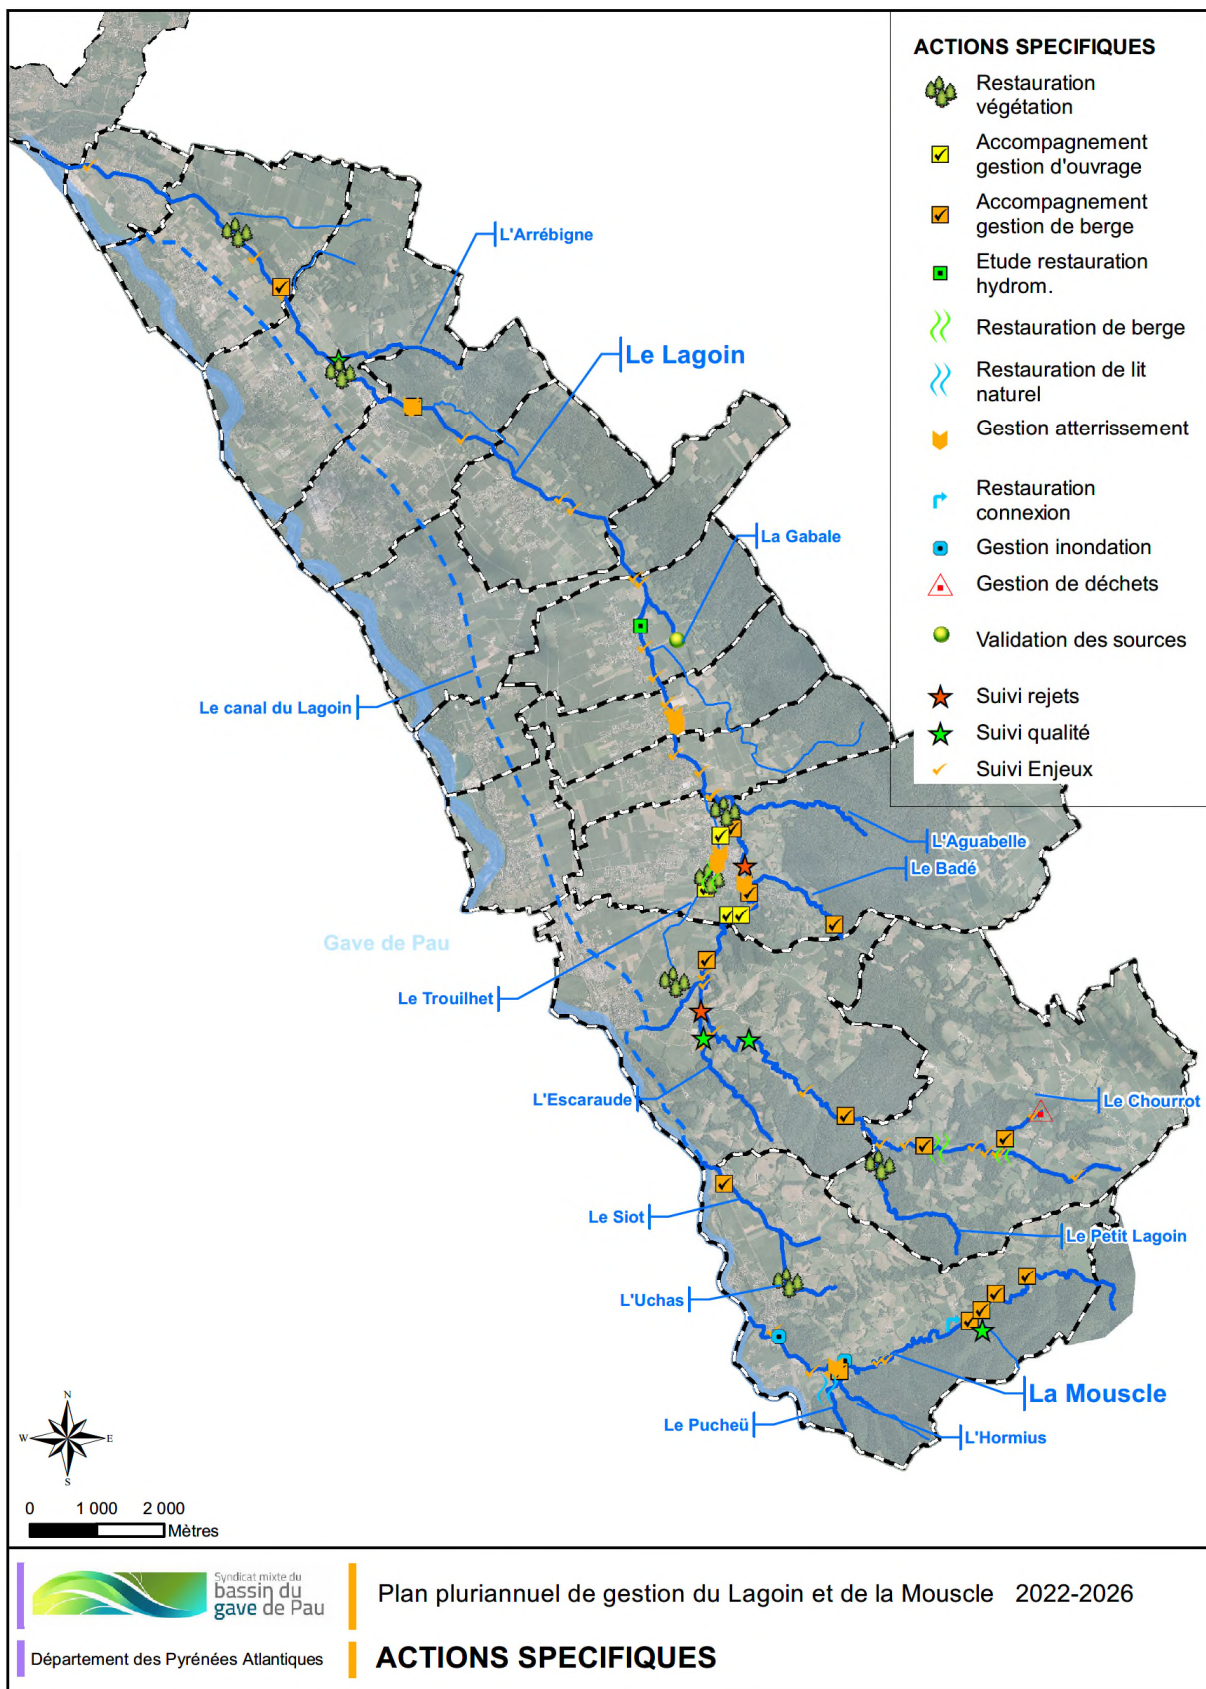 ACTIONS SPECIFIQUES
Restauration
végétation
Accompagnement
gestion d'ouvrage
Accompagnement
gestion de berge
Etude restauration
hydrom.
Restauration de berge
Restauration de lit
naturel
Gestion atterrissement
Restauration
connexion
Gestion inondation
Gestion de déchets
Validation des sources
Suivi rejets
Suivi qualité
Suivi Enjeux
L'Arrébigne
Le Lagoin
La Gabale
Le canal du Lagoin
L'Aguabelle
Le Badé
Gave de Pau
Le Trouilhet
L'Escaraude
Le Chourrot
Le Siot
Le Petit Lagoin
L'Uchas
La Mouscle
Le Pucheü
L'Hormius
N
W E
S
0 1 000 2 000
Mètres
Syndicat mixte du
bassin du
gave de Pau
Plan pluriannuel de gestion du Lagoin et de la Mouscle 2022-2026
Département des Pyrénées Atlantiques
ACTIONS SPECIFIQUES